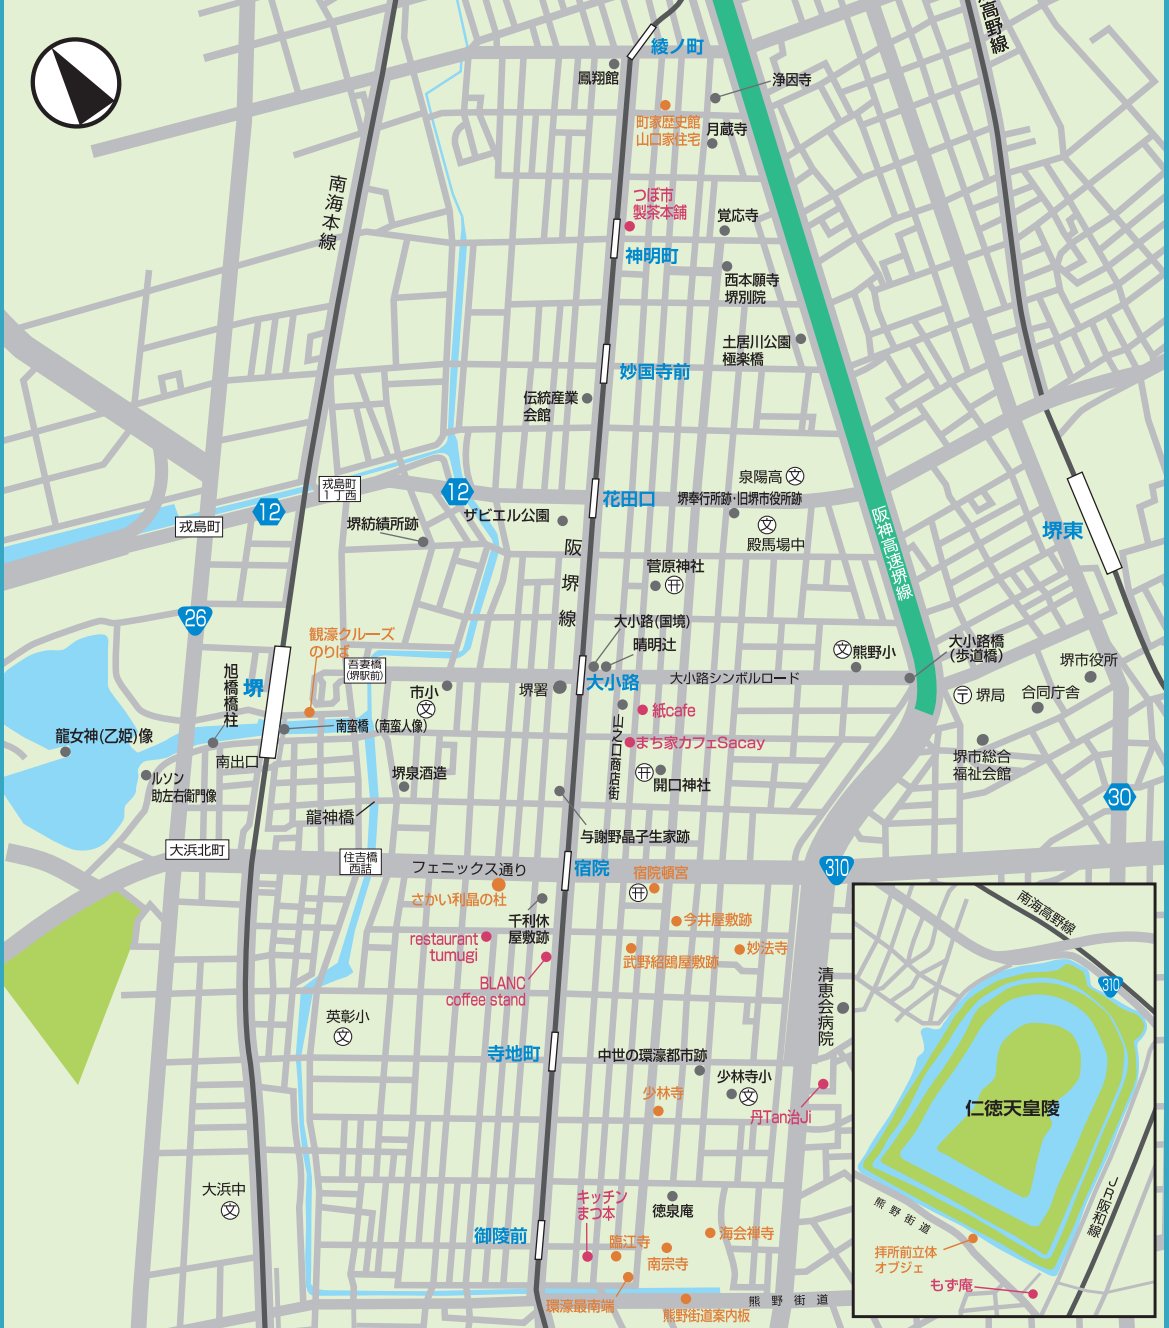 綾ノ町
高野線
鳳翔館
浄因寺
町家歴史館
山口家住宅
月蔵寺
南海本線
つぼ市
製茶本舗
覚応寺
神明町
西本願寺
堺別院
土居川公園
極楽橋
妙国寺前
伝統産業
会館
泉陽高
文
戎島町
1丁西
12
花田口
堺奉行所跡・旧堺市役所跡
12
戎島町
堺紡績所跡
ザビエル公園
文
殿馬場中
阪神高速堺線
堺東
阪堺線
菅原神社
26
観濠クルーズ
のりば
大小路(国境)
晴明辻
文
熊野小
大小路橋
(歩道橋)
堺市役所
吾妻橋
(堺駅前)
旭橋橋柱
堺
市小
文
堺署
大小路
大小路シンボルロード
〒
堺局
合同庁舎
紙cafe
龍女神(乙姫)像
南蛮橋(南蛮人像)
山之口商店街
まち家カフェSacay
南出口
堺市総合
福祉会館
ルソン
助左右衛門像
堺泉酒造
開口神社
30
龍神橋
与謝野晶子生家跡
大浜北町
住吉橋
西詰
フェニックス通り
宿院
宿院頓宮
310
さかい利晶の杜
千利休
屋敷跡
今井屋敷跡
南海高野線
restaurant
tumugi
武野紹鴎屋敷跡
妙法寺
BLANC
coffee stand
清恵会病院
310
英彰小
文
寺地町
中世の環濠都市跡
少林寺小
文
少林寺
丹Tan治Ji
仁徳天皇陵
大浜中
文
キッチン
まつ本
徳泉庵
JR阪和線
熊野街道
御陵前
臨江寺
海会禅寺
南宗寺
拝所前立体
オブジェ
もず庵
環濠最南端
熊野街道案内板
熊野街道